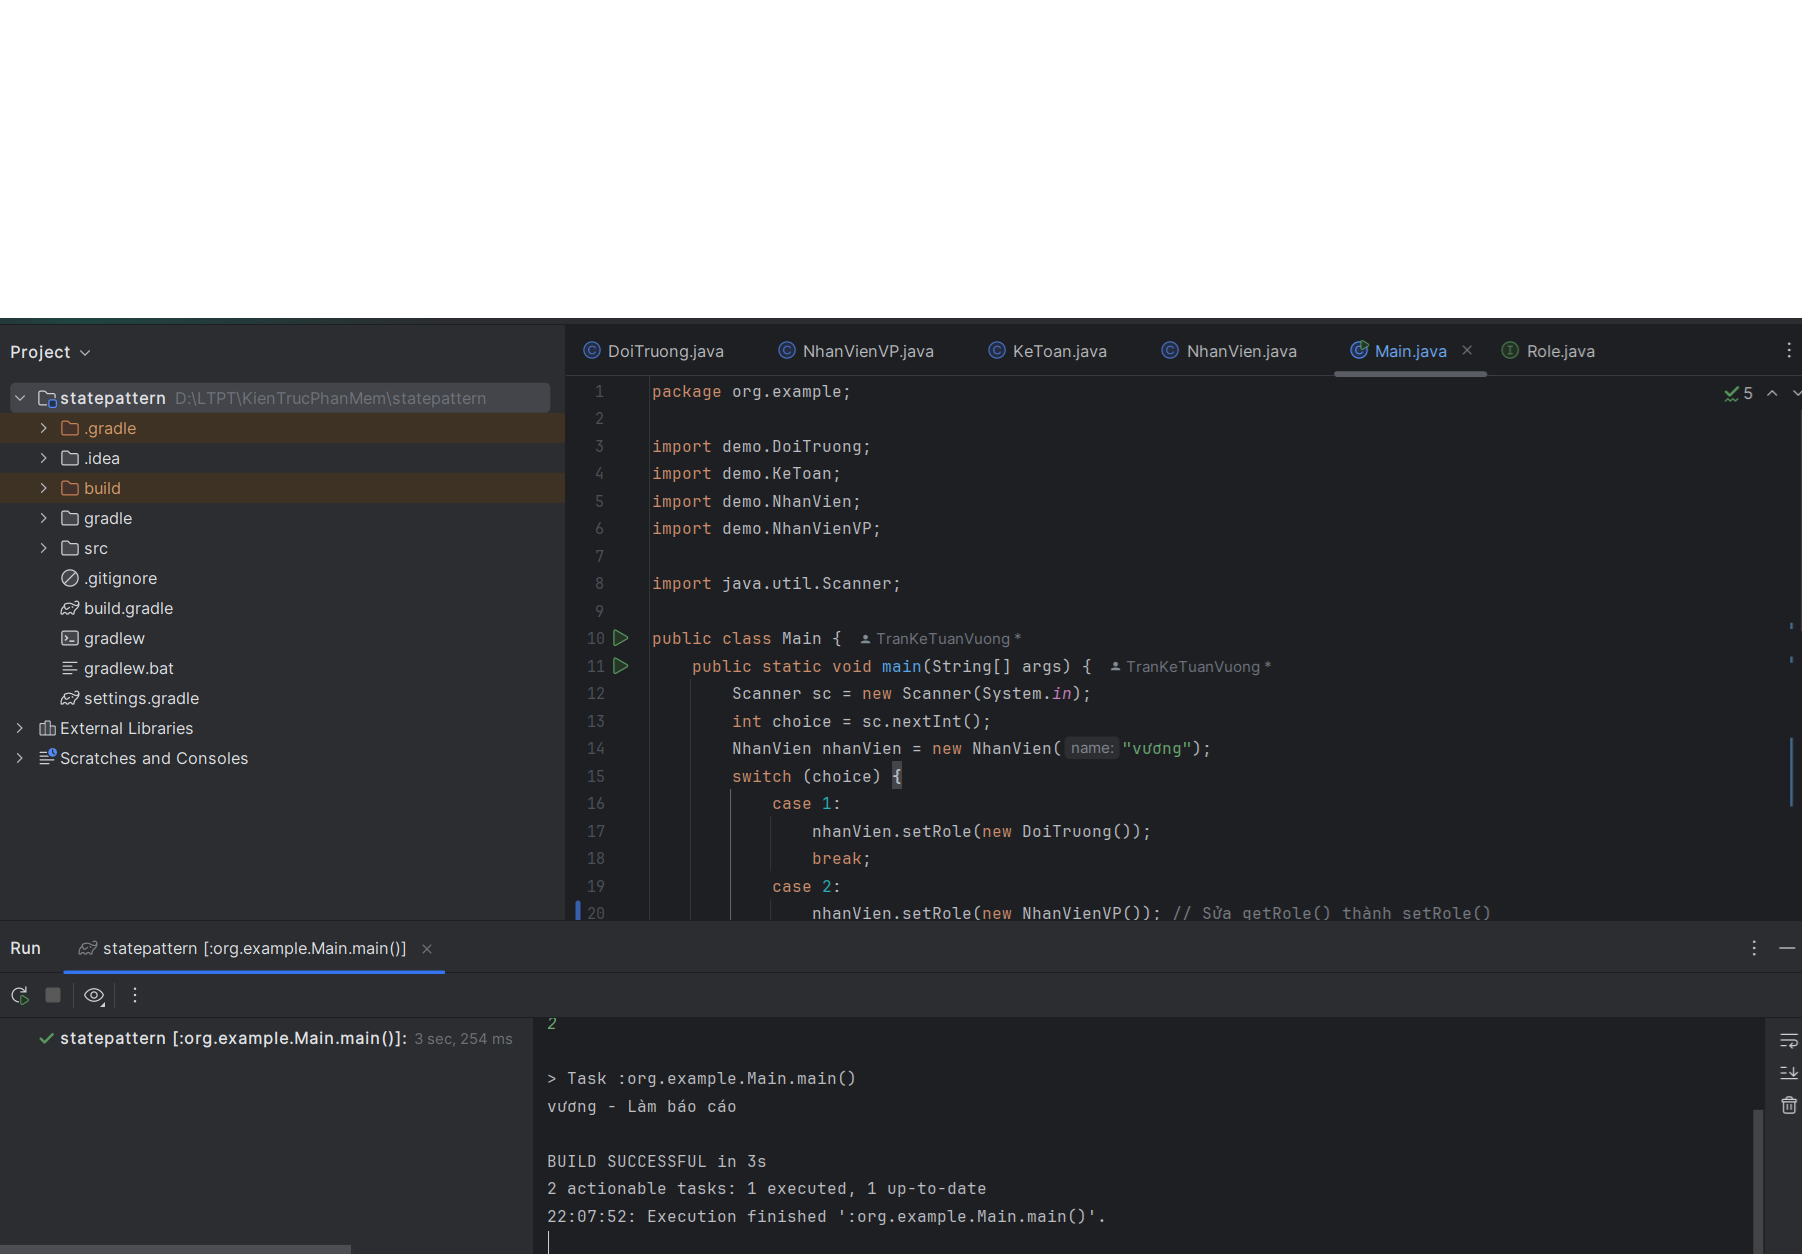 Project
statepattern D:\LTPT\KienTrucPhanMem\statepattern
.gradle
.idea
build
gradle
src
.gitignore
build.gradle
gradlew
gradlew.bat
settings.gradle
External Libraries
Scratches and Consoles
DoiTruong.java NhanVienVP.java KeToan.java NhanVien.java Main.java Role.java
5
1 package org.example;
2
3 import demo.DoiTruong;
4 import demo.KeToan;
5 import demo.NhanVien;
6 import demo.NhanVienVP;
7
8 import java.util.Scanner;
9
10 public class Main { TranKeTuanVuong *
11 public static void main(String[] args) { TranKeTuanVuong *
12 Scanner sc = new Scanner(System.in);
13 int choice = sc.nextInt();
14 NhanVien nhanVien = new NhanVien( name: "vương");
15 switch (choice) {
16 case 1:
17 nhanVien.setRole(new DoiTruong());
18 break;
19 case 2:
20 nhanVien.setRole(new NhanVienVP()); // Sửa getRole() thành setRole()
Run statepattern [:org.example.Main.main()]
statepattern [:org.example.Main.main()]: 3 sec, 254 ms
2
> Task :org.example.Main.main()
vương - Làm báo cáo
BUILD SUCCESSFUL in 3s
2 actionable tasks: 1 executed, 1 up-to-date
22:07:52: Execution finished ':org.example.Main.main()'.